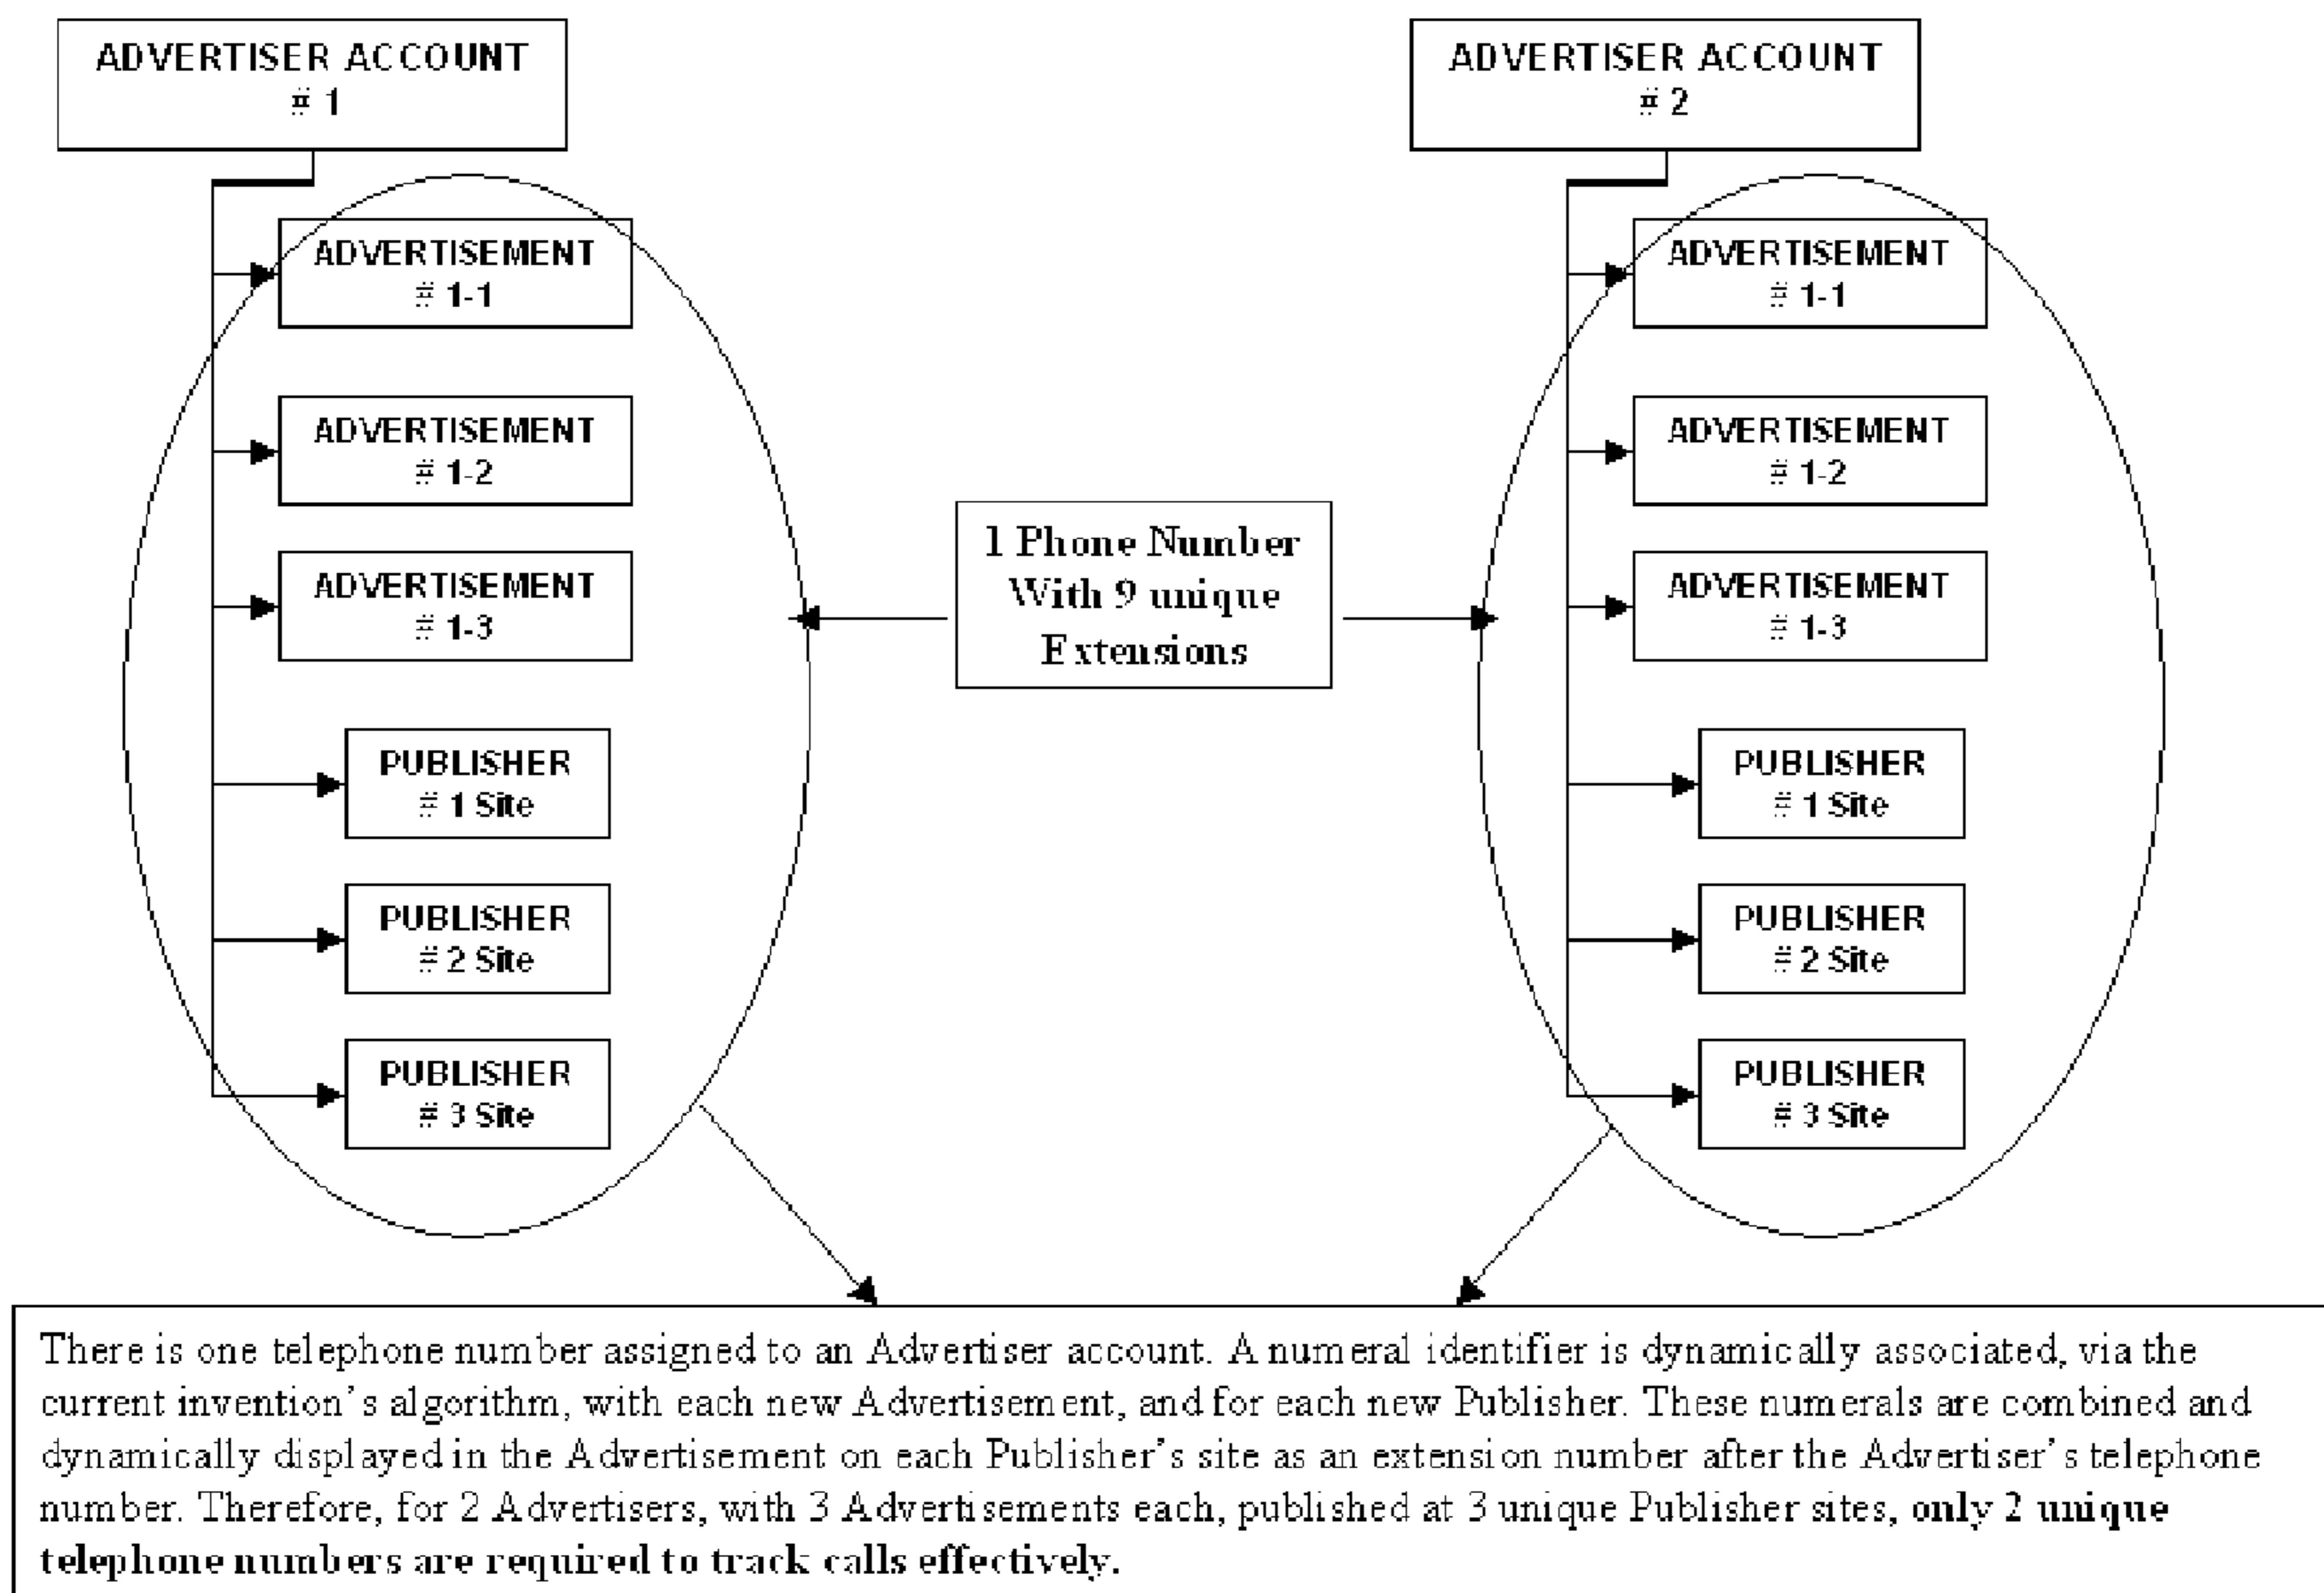 ADVERTISER ACCOUNT
# 1
ADVERTISEMENT
# 1-1
ADVERTISEMENT
# 1-2
ADVERTISEMENT
# 1-3
PUBLISHER
# 1 Site
PUBLISHER
# 2 Site
PUBLISHER
# 3 Site
1 Phone Number
With 9 unique
Extensions
ADVERTISER ACCOUNT
# 2
ADVERTISEMENT
# 1-1
ADVERTISEMENT
# 1-2
ADVERTISEMENT
# 1-3
PUBLISHER
# 1 Site
PUBLISHER
# 2 Site
PUBLISHER
# 3 Site
There is one telephone number assigned to an Advertiser account. A numeral identifier is dynamically associated, via the
current invention's algorithm, with each new Advertisement, and for each new Publisher. These numerals are combined and
dynamically displayed in the Advertisement on each Publisher's site as an extension number after the Advertiser's telephone
number. Therefore, for 2 Advertisers, with 3 Advertisements each, published at 3 unique Publisher sites, only 2 unique
telephone numbers are required to track calls effectively.